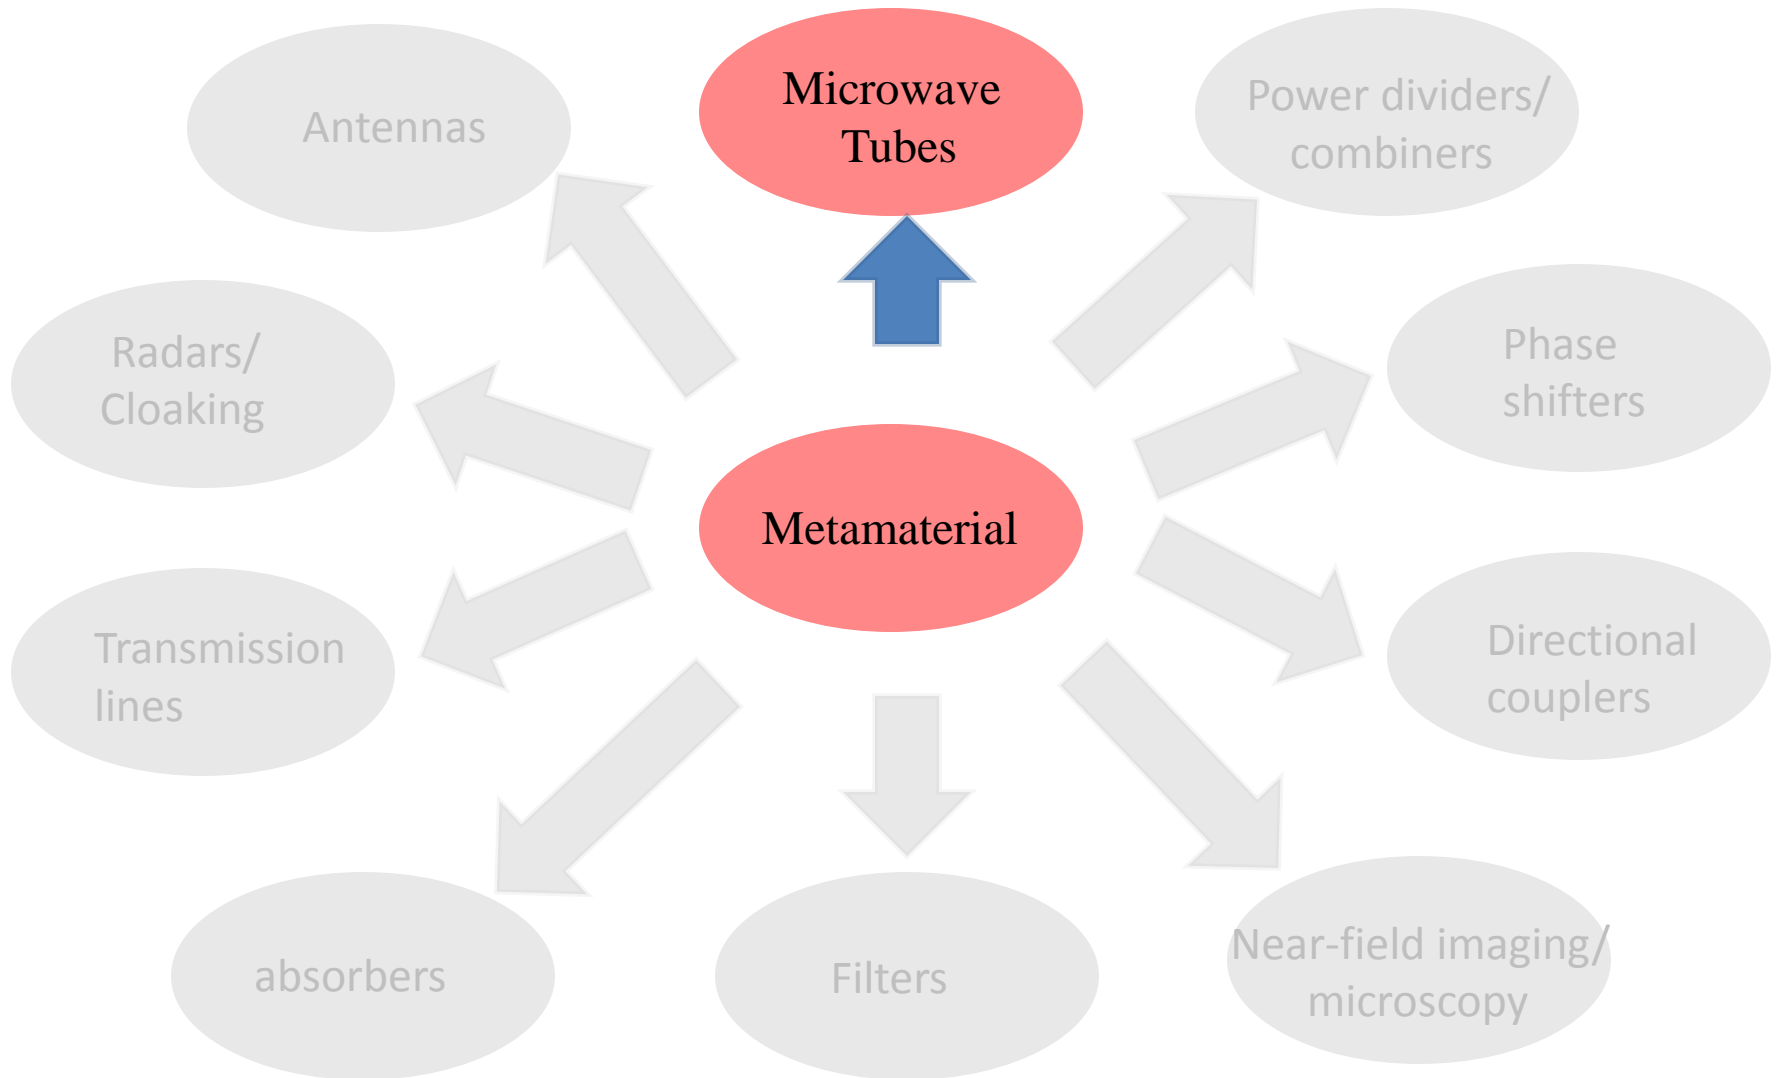 Antennas
Microwave
Tubes
Power dividers/
combiners
Radars/
Cloaking
Phase
shifters
Metamaterial
Transmission
lines
Directional
couplers
absorbers
Filters
Near-field imaging/
microscopy